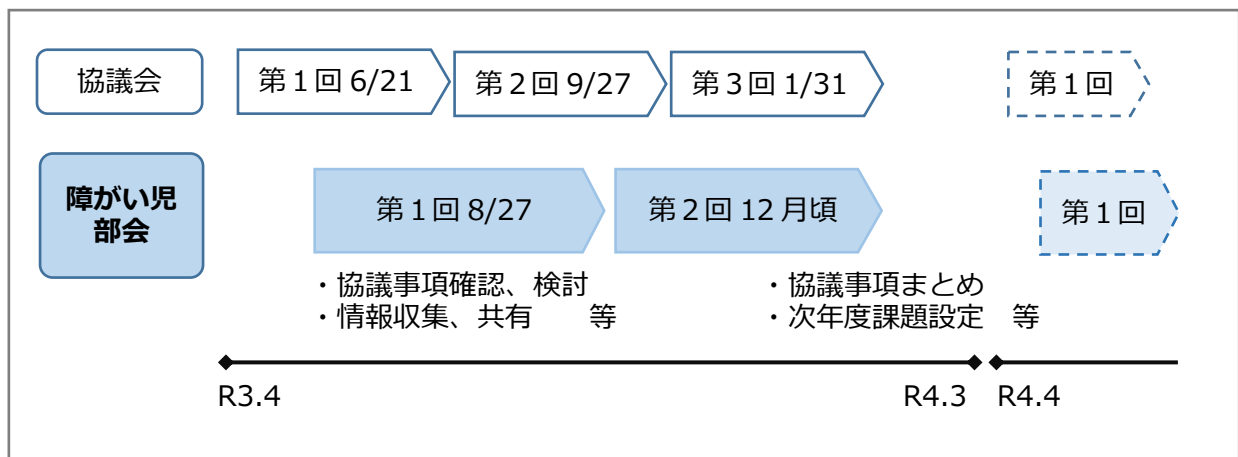 協議会
第１回 6/21
第２回 9/27
第３回 1/31
第１回
障がい児
部会
第１回 8/27
第２回 12 月頃
第１回
・協議事項確認、検討
・情報収集、共有　　等
・協議事項まとめ
・次年度課題設定　等
R3.4
R4.3
R4.4